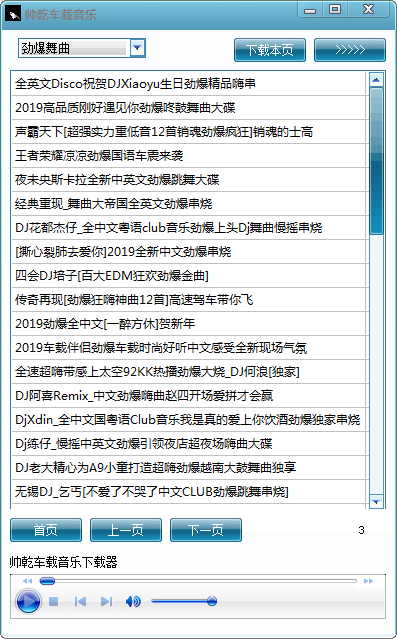 帅乾车载音乐
劲爆舞曲
下载本页
>>>>>
全英文Disco祝贺DJXiaoyu生日劲爆精品嗨串
2019高品质刚好遇见你劲爆咚鼓舞曲大碟
声霸天下[超强实力重低音12首销魂劲爆疯狂]销魂的士高
王者荣耀凉凉劲爆国语车震来袭
夜未央斯卡拉全新中英文劲爆跳舞大碟
经典重现_舞曲大帝国全英文劲爆串烧
DJ花都杰仔_全中文粤语club音乐劲爆上头Dj舞曲慢摇串烧
[撕心裂肺去爱你]2019全新中文劲爆串烧
四会DJ培子[百大EDM狂欢劲爆金曲]
传奇再现[劲爆狂嗨神曲12首]高速驾车带你飞
2019劲爆全中文[一醉方休]贺新年
2019车载伴侣劲爆车载时尚好听中文感受全新现场气氛
全速超嗨带感上太空92KK热播劲爆大烧_DJ何浪[独家]
DJ阿喜Remix_中文劲爆嗨曲赵四开场爱拼才会赢
DjXdin_全中文国粤语Club音乐我是真的爱上你饮酒劲爆独家串烧
Dj练仔_慢摇中英文劲爆引领夜店超夜场嗨曲大碟
DJ老大精心为A9小童打造超嗨劲爆越南大鼓舞曲独享
无锡DJ_乞丐[不爱了不哭了中文CLUB劲爆跳舞串烧]
首页
上一页
下一页
3
帅乾车载音乐下载器